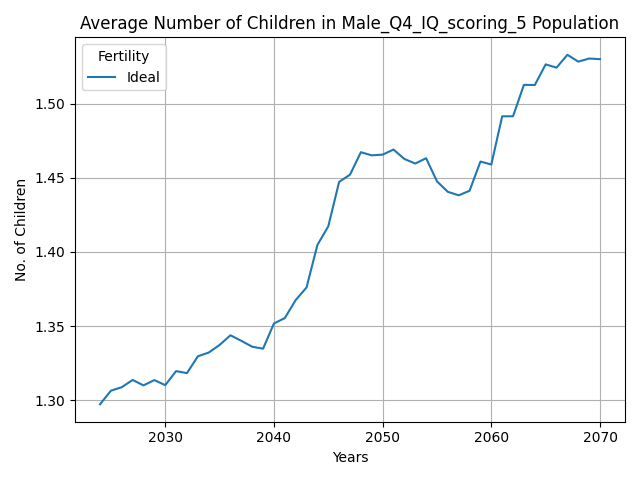 Average Number of Children in Male_Q4_IQ_scoring_5 Population
Fertility
Ideal
No. of Children
1.50
1.45
1.40
1.35
1.30
2030 2040 2050 2060 2070
Years